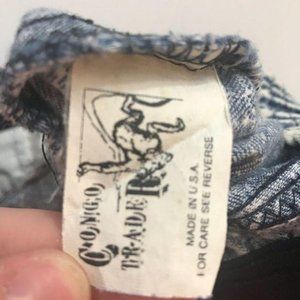 CONGO
TRADER
MADE IN U.S.A.
FOR CARE SEE REVERSE